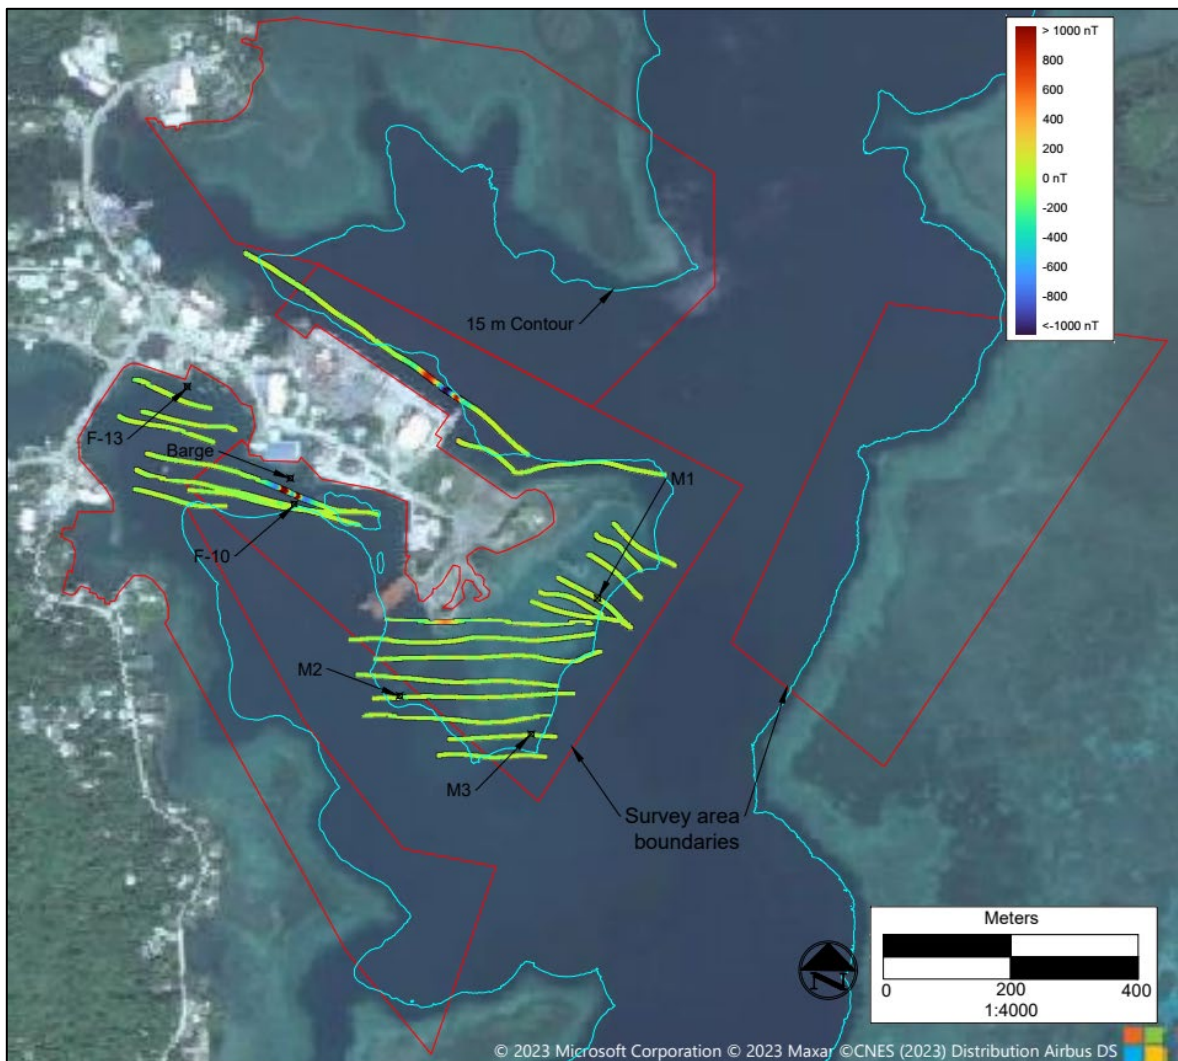 > 1000 nT
800
600
400
200
0 nT
-200
-400
-600
-800
<-1000 nT
15 m Contour
F-13
Barge
M1
F-10
M2
M3
Survey area
boundaries
Meters
0 200 400
1:4000
N
© 2023 Microsoft Corporation © 2023 Maxar ©CNES (2023) Distribution Airbus DS